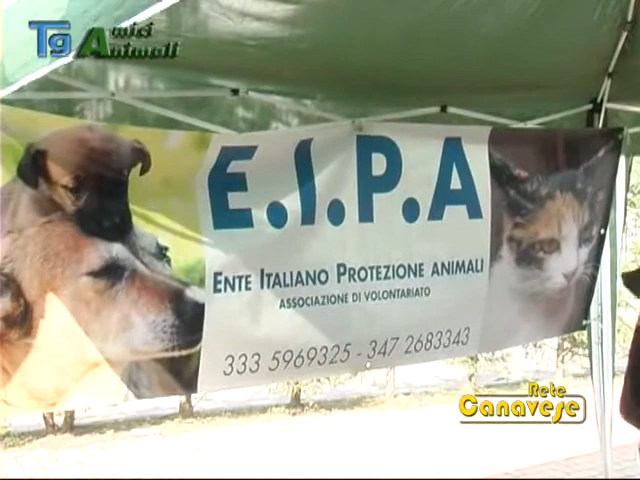 Tg Amici
Animali
E.I.P.A
ENTE ITALIANO PROTEZIONE ANIMALI
ASSOCIAZIONE DI VOLONTARIATO
333 5969325 - 347 2683343
Rete
Canavese